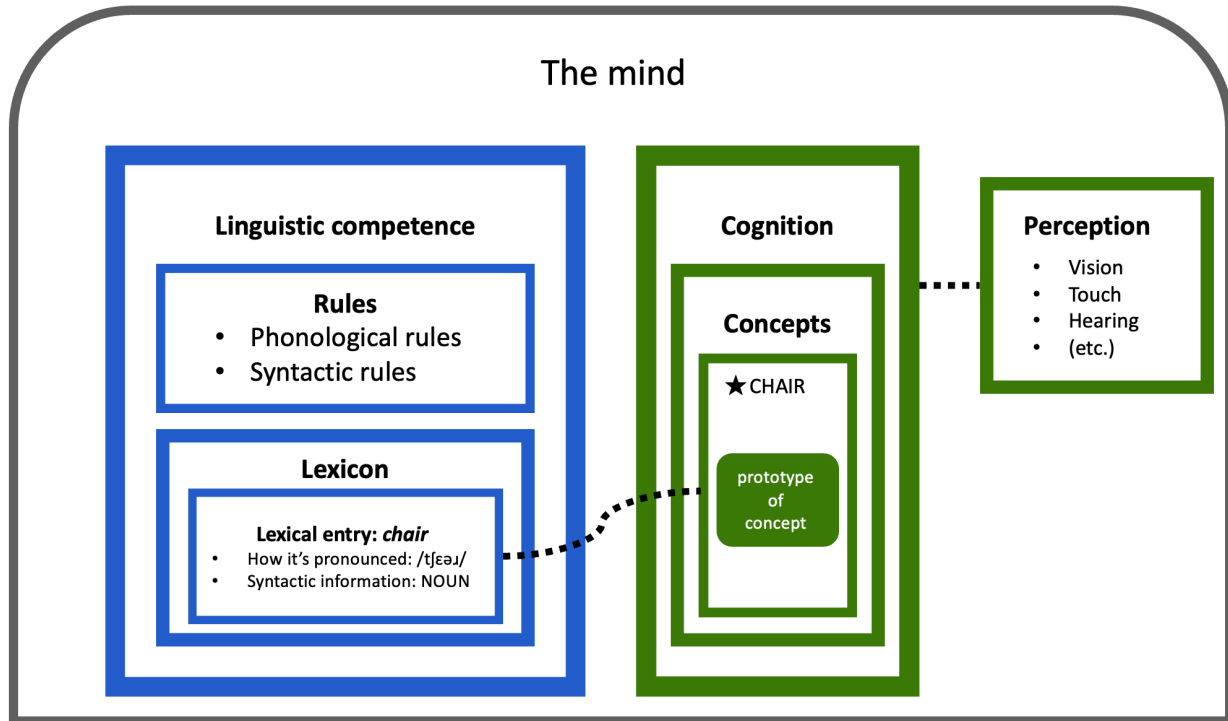 The mind
Linguistic competence
Rules
• Phonological rules
• Syntactic rules
Lexicon
Lexical entry: chair
• How it’s pronounced: /tʃɛəɹ/
• Syntactic information: NOUN
Cognition
Concepts
★ CHAIR
prototype
of
concept
Perception
• Vision
• Touch
• Hearing
• (etc.)